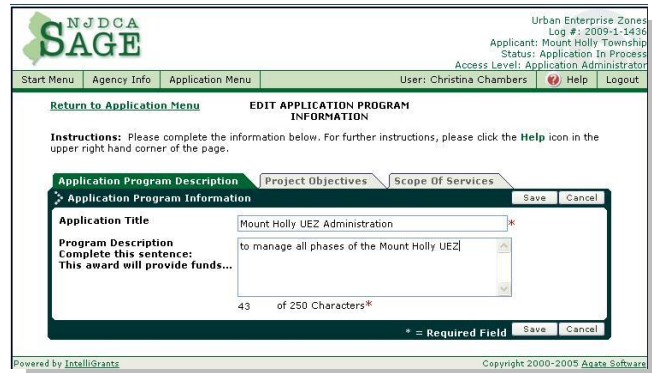 NJDCA
SAGE
Urban Enterprise Zones
Log #: 2009-1-1436
Applicant: Mount Holly Township
Status: Application In Process
Access Level: Application Administrator
Start Menu Agency Info Application Menu User: Christina Chambers Help Logout
Return to Application Menu EDIT APPLICATION PROGRAM
INFORMATION
Instructions: Please complete the information below. For further instructions, please click the Help icon in the
upper right hand corner of the page.
Application Program Description Project Objectives Scope Of Services
Application Program Information Save Cancel
Application Title Mount Holly UEZ Administration *
Program Description to manage all phases of the Mount Holly UEZ
Complete this sentence:
This award will provide funds...
43 of 250 Characters*
* = Required Field Save Cancel
Powered by IntelliGrants Copyright 2000-2005 Agate Software